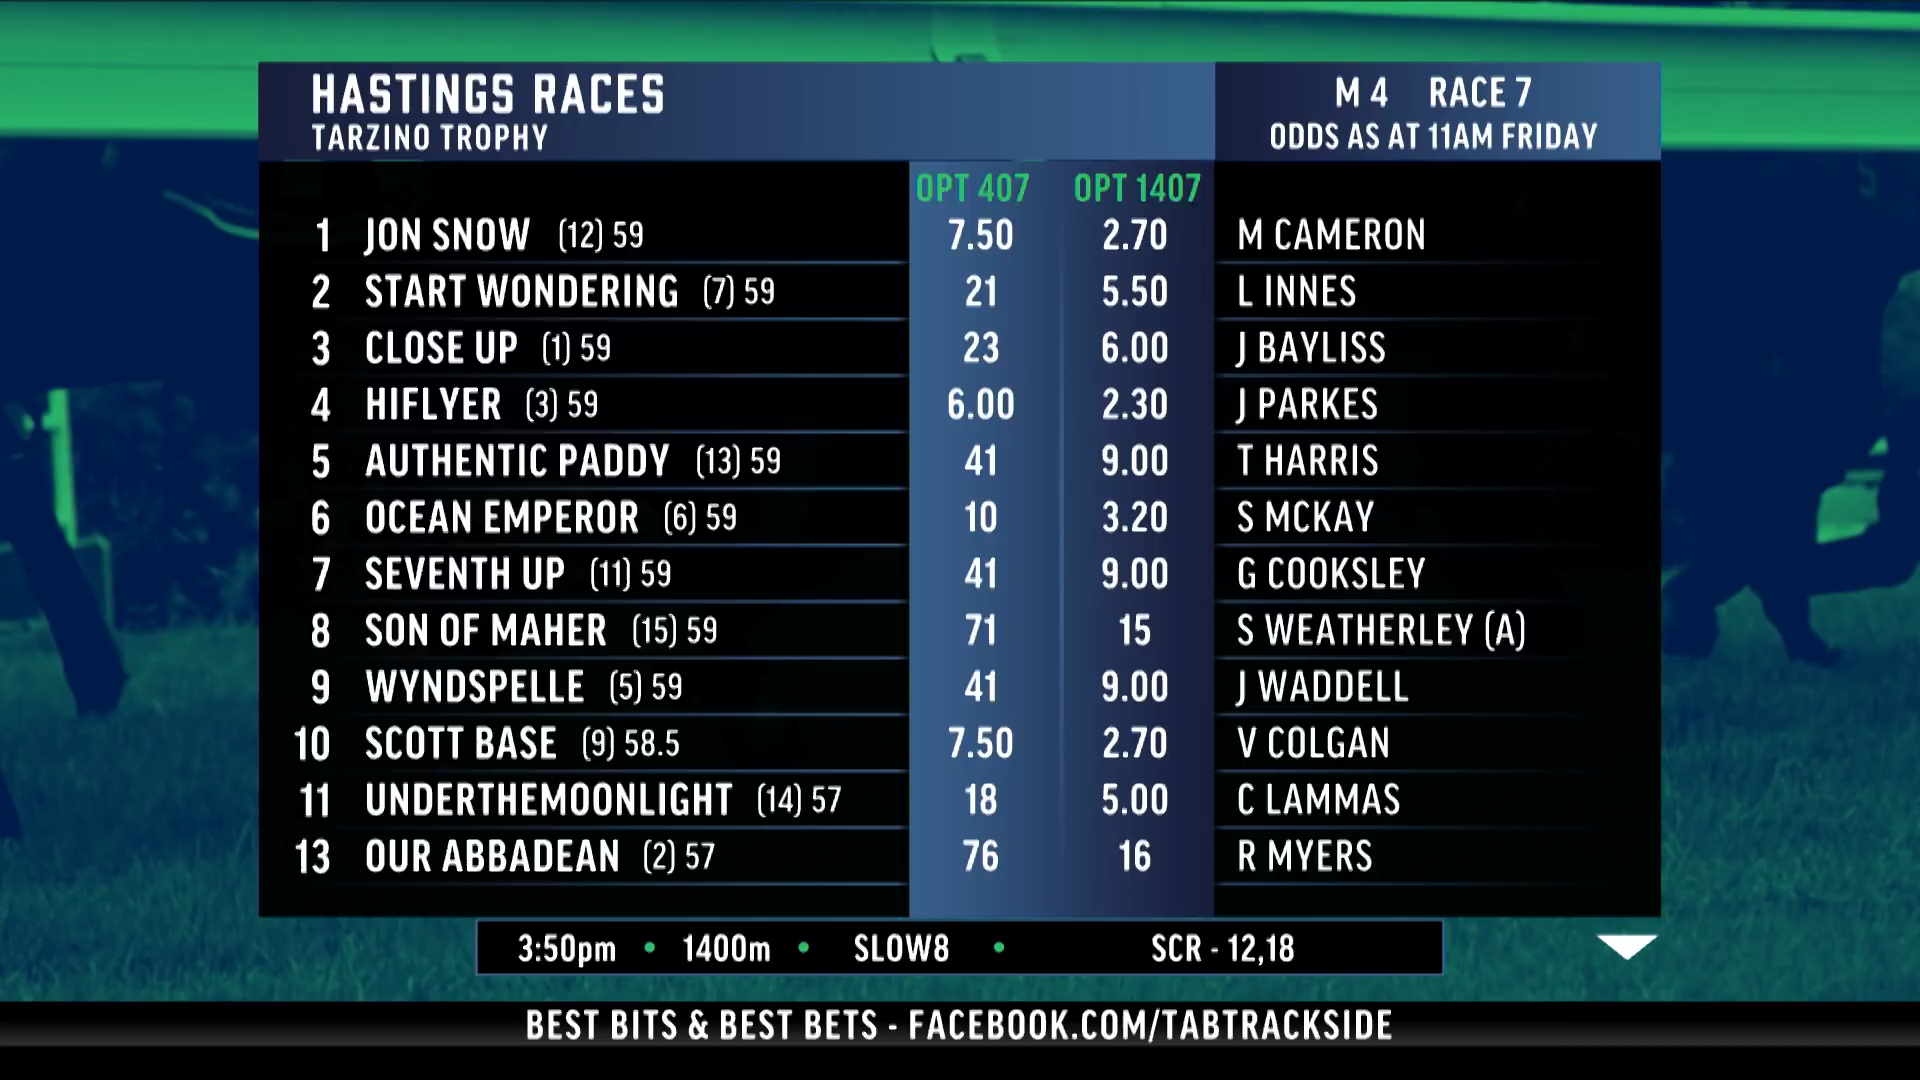 HASTINGS RACES
TARZINO TROPHY
M 4 RACE 7
ODDS AS AT 11AM FRIDAY
OPT 407 OPT 1407
1 JON SNOW (12) 59 7.50 2.70 M CAMERON
2 START WONDERING (7) 59 21 5.50 L INNES
3 CLOSE UP (1) 59 23 6.00 J BAYLISS
4 HIFLYER (3) 59 6.00 2.30 J PARKES
5 AUTHENTIC PADDY (13) 59 41 9.00 T HARRIS
6 OCEAN EMPEROR (6) 59 10 3.20 S MCKAY
7 SEVENTH UP (11) 59 41 9.00 G COOKSLEY
8 SON OF MAHER (15) 59 71 15 S WEATHERLEY (A)
9 WYNDSPELLE (5) 59 41 9.00 J WADDELL
10 SCOTT BASE (9) 58.5 7.50 2.70 V COLGAN
11 UNDERTHEMOONLIGHT (14) 57 18 5.00 C LAMMAS
13 OUR ABBADEAN (2) 57 76 16 R MYERS
3:50pm • 1400m • SLOW8 • SCR - 12,18
BEST BITS & BEST BETS - FACEBOOK.COM/TABTRACKSIDE